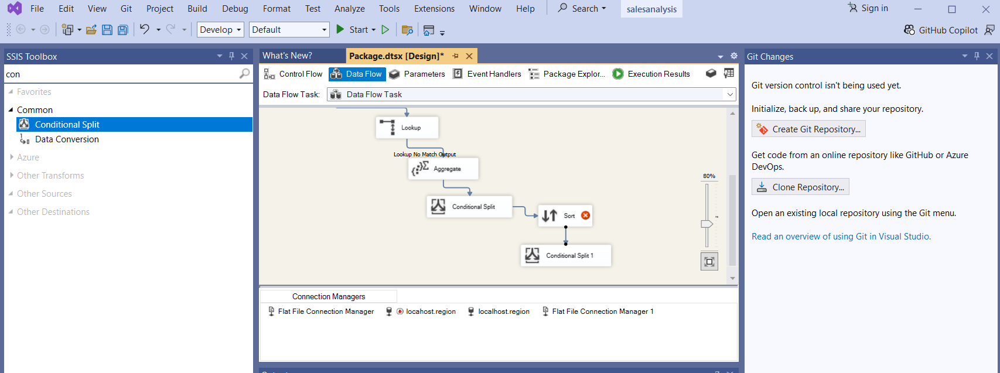 File Edit View Git Project Build Debug Format Test Analyze Tools Extensions Window Help Search salesanalysis Sign in
Develop Default Start GitHub Copilot
SSIS Toolbox
con
Favorites
Common
Conditional Split
Data Conversion
Azure
Other Transforms
Other Sources
Other Destinations
What's New? Package.dtsx [Design]*
Control Flow Data Flow Parameters Event Handlers Package Explor... Execution Results
Data Flow Task: Data Flow Task
Lookup
Lookup No Match Output
Aggregate
Conditional Split
Sort
Conditional Split 1
80%
Connection Managers
Flat File Connection Manager locahost.region localhost.region Flat File Connection Manager 1
Git Changes
Git version control isn't being used yet.
Initialize, back up, and share your repository.
Create Git Repository...
Get code from an online repository like GitHub or Azure
DevOps.
Clone Repository...
Open an existing local repository using the Git menu.
Read an overview of using Git in Visual Studio.